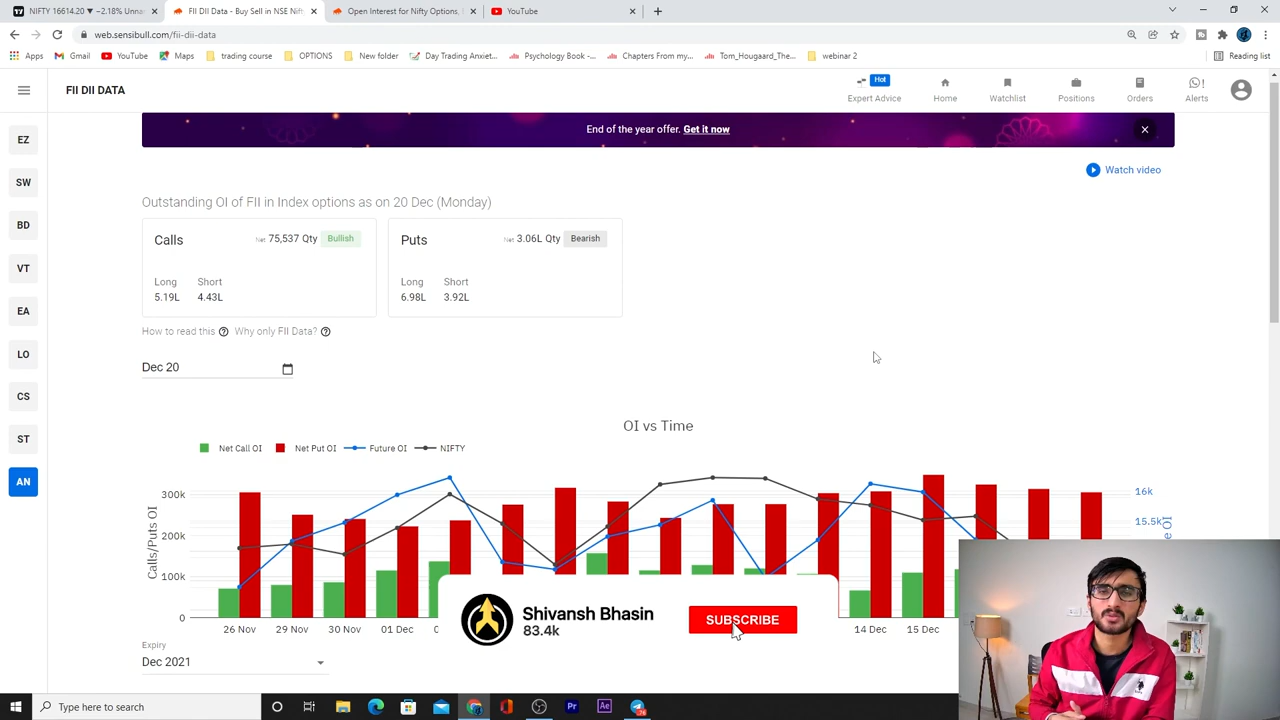 NIFTY 16614.20 ▼ −2.18% Unna
FII DII Data - Buy Sell in NSE Nift
Open Interest for Nifty Options, F
YouTube
web.sensibull.com/fii-dii-data
Apps
Gmail
YouTube
Maps
trading course
OPTIONS
New folder
Day Trading Anxiet...
Psychology Book -...
Chapters From my...
Tom_Hougaard_The...
webinar 2
Reading list
FII DII DATA
Hot
Expert Advice
Home
Watchlist
Positions
Orders
Alerts
EZ
SW
BD
VT
EA
LO
CS
ST
AN
End of the year offer. Get it now
Watch video
Outstanding OI of FII in Index options as on 20 Dec (Monday)
Calls Net 75,537 Qty Bullish
Long Short
5.19L 4.43L
Puts Net 3.06L Qty Bearish
Long Short
6.98L 3.92L
How to read this Why only FII Data?
Dec 20
OI vs Time
Net Call OI Net Put OI Future OI NIFTY
Calls/Puts OI
300k
200k
100k
0
16k
15.5k
e OI
26 Nov 29 Nov 30 Nov 01 Dec 0 14 Dec 15 Dec
Shivansh Bhasin
83.4k
SUBSCRIBE
Expiry
Dec 2021
Type here to search
Pr
Ae